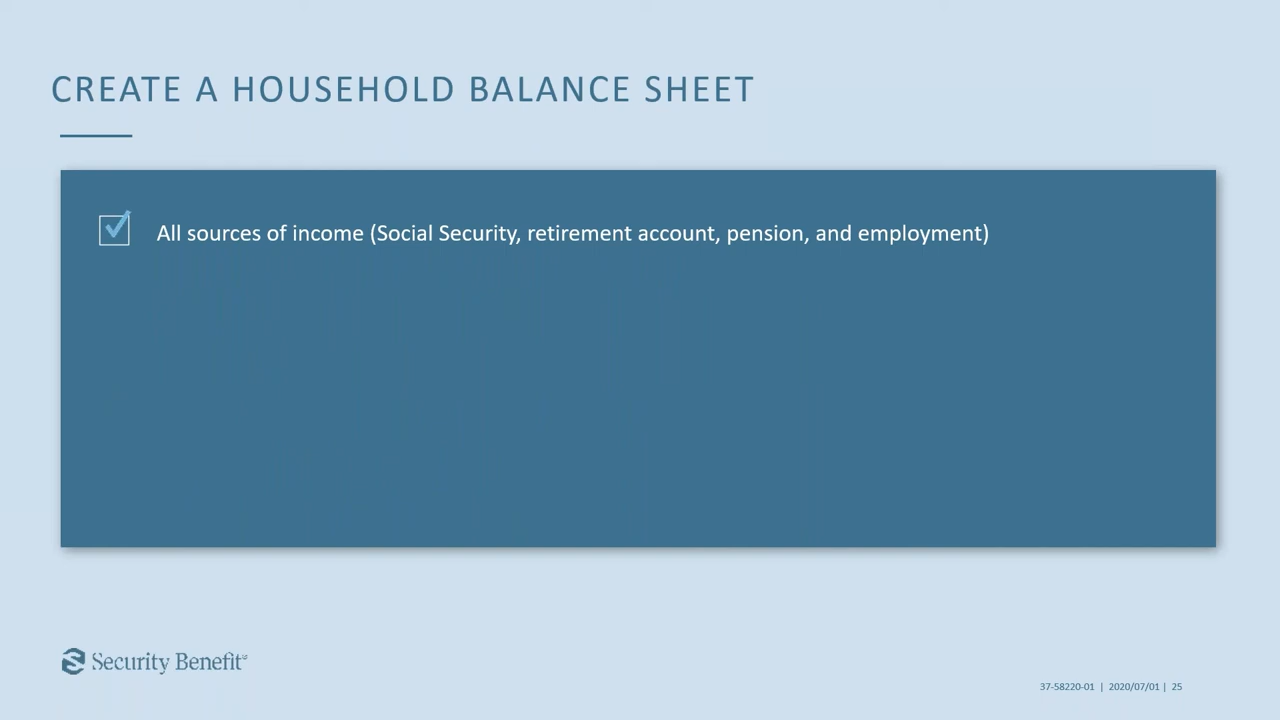 CREATE A HOUSEHOLD BALANCE SHEET
All sources of income (Social Security, retirement account, pension, and employment)
Security Benefit
37-58220-01 | 2020/07/01 | 25